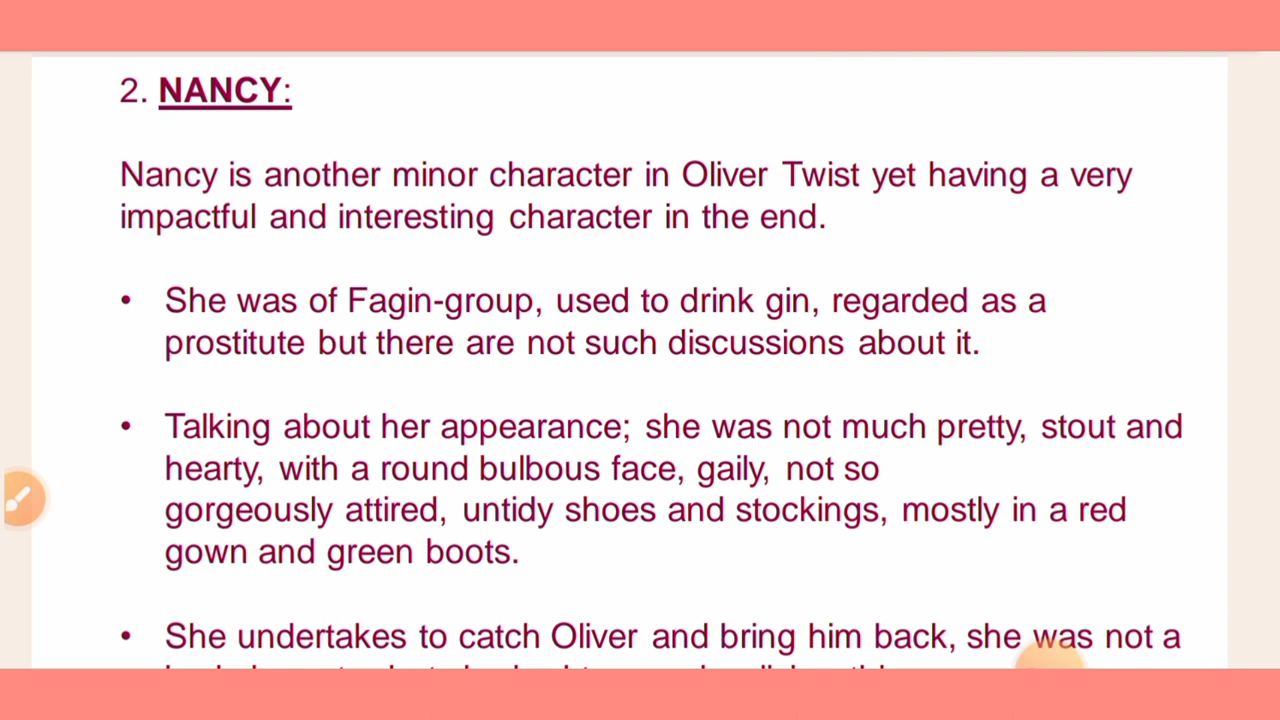 2. NANCY:
Nancy is another minor character in Oliver Twist yet having a very
impactful and interesting character in the end.
• She was of Fagin-group, used to drink gin, regarded as a
prostitute but there are not such discussions about it.
• Talking about her appearance; she was not much pretty, stout and
hearty, with a round bulbous face, gaily, not so
gorgeously attired, untidy shoes and stockings, mostly in a red
gown and green boots.
• She undertakes to catch Oliver and bring him back, she was not a